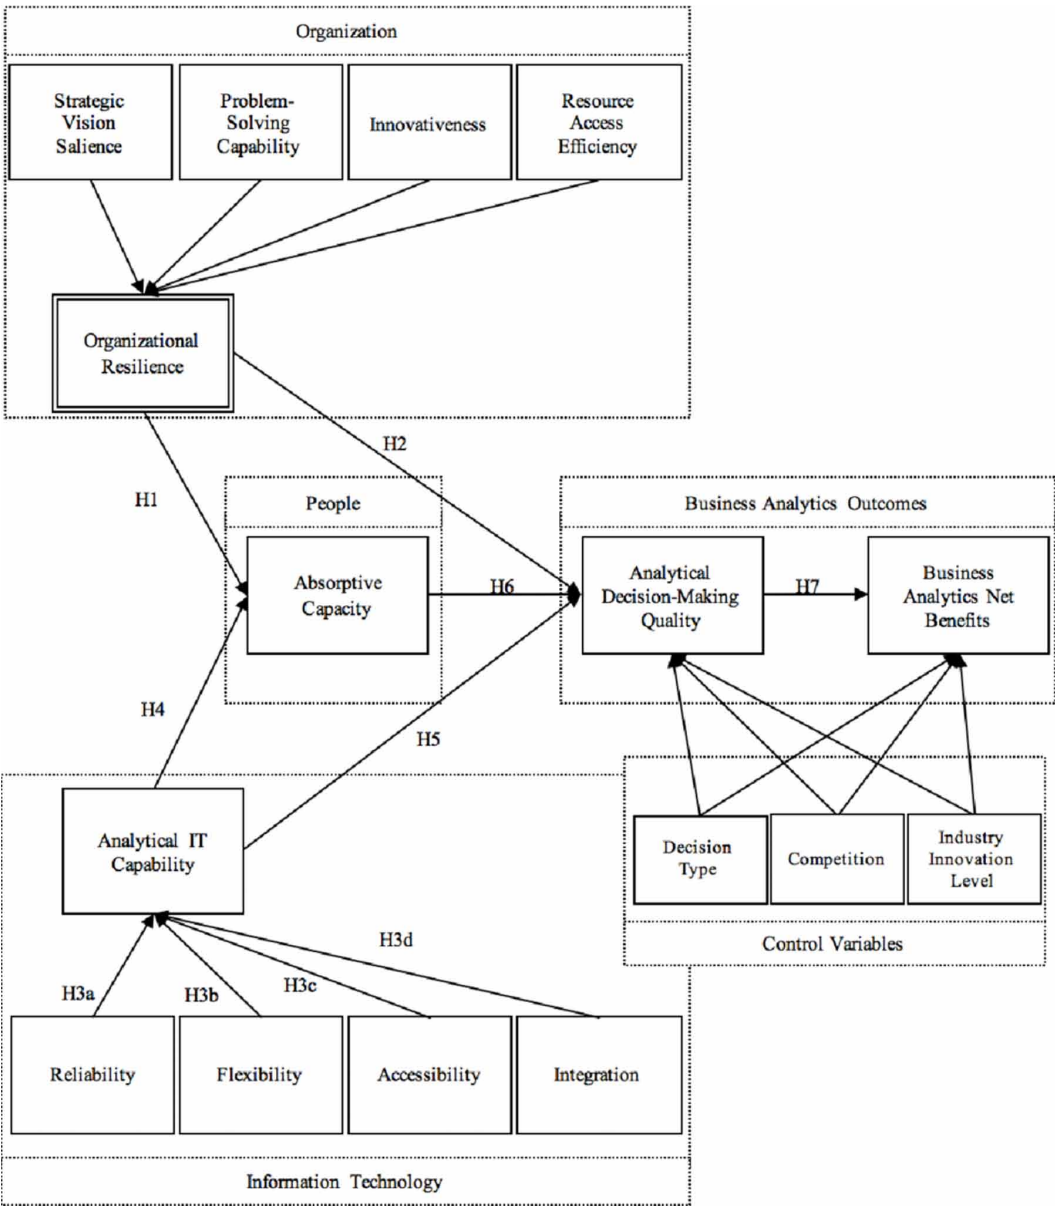 Organization
Strategic
Vision
Salience
Problem-
Solving
Capability
Innovativeness
Resource
Access
Efficiency
Organizational
Resilience
H2
H1
People
Business Analytics Outcomes
Absorptive
Capacity
H6
Analytical
Decision-Making
Quality
H7
Business
Analytics Net
Benefits
H4
H5
Analytical IT
Capability
Decision
Type
Competition
Industry
Innovation
Level
Control Variables
H3a
H3b
H3c
H3d
Reliability
Flexibility
Accessibility
Integration
Information Technology